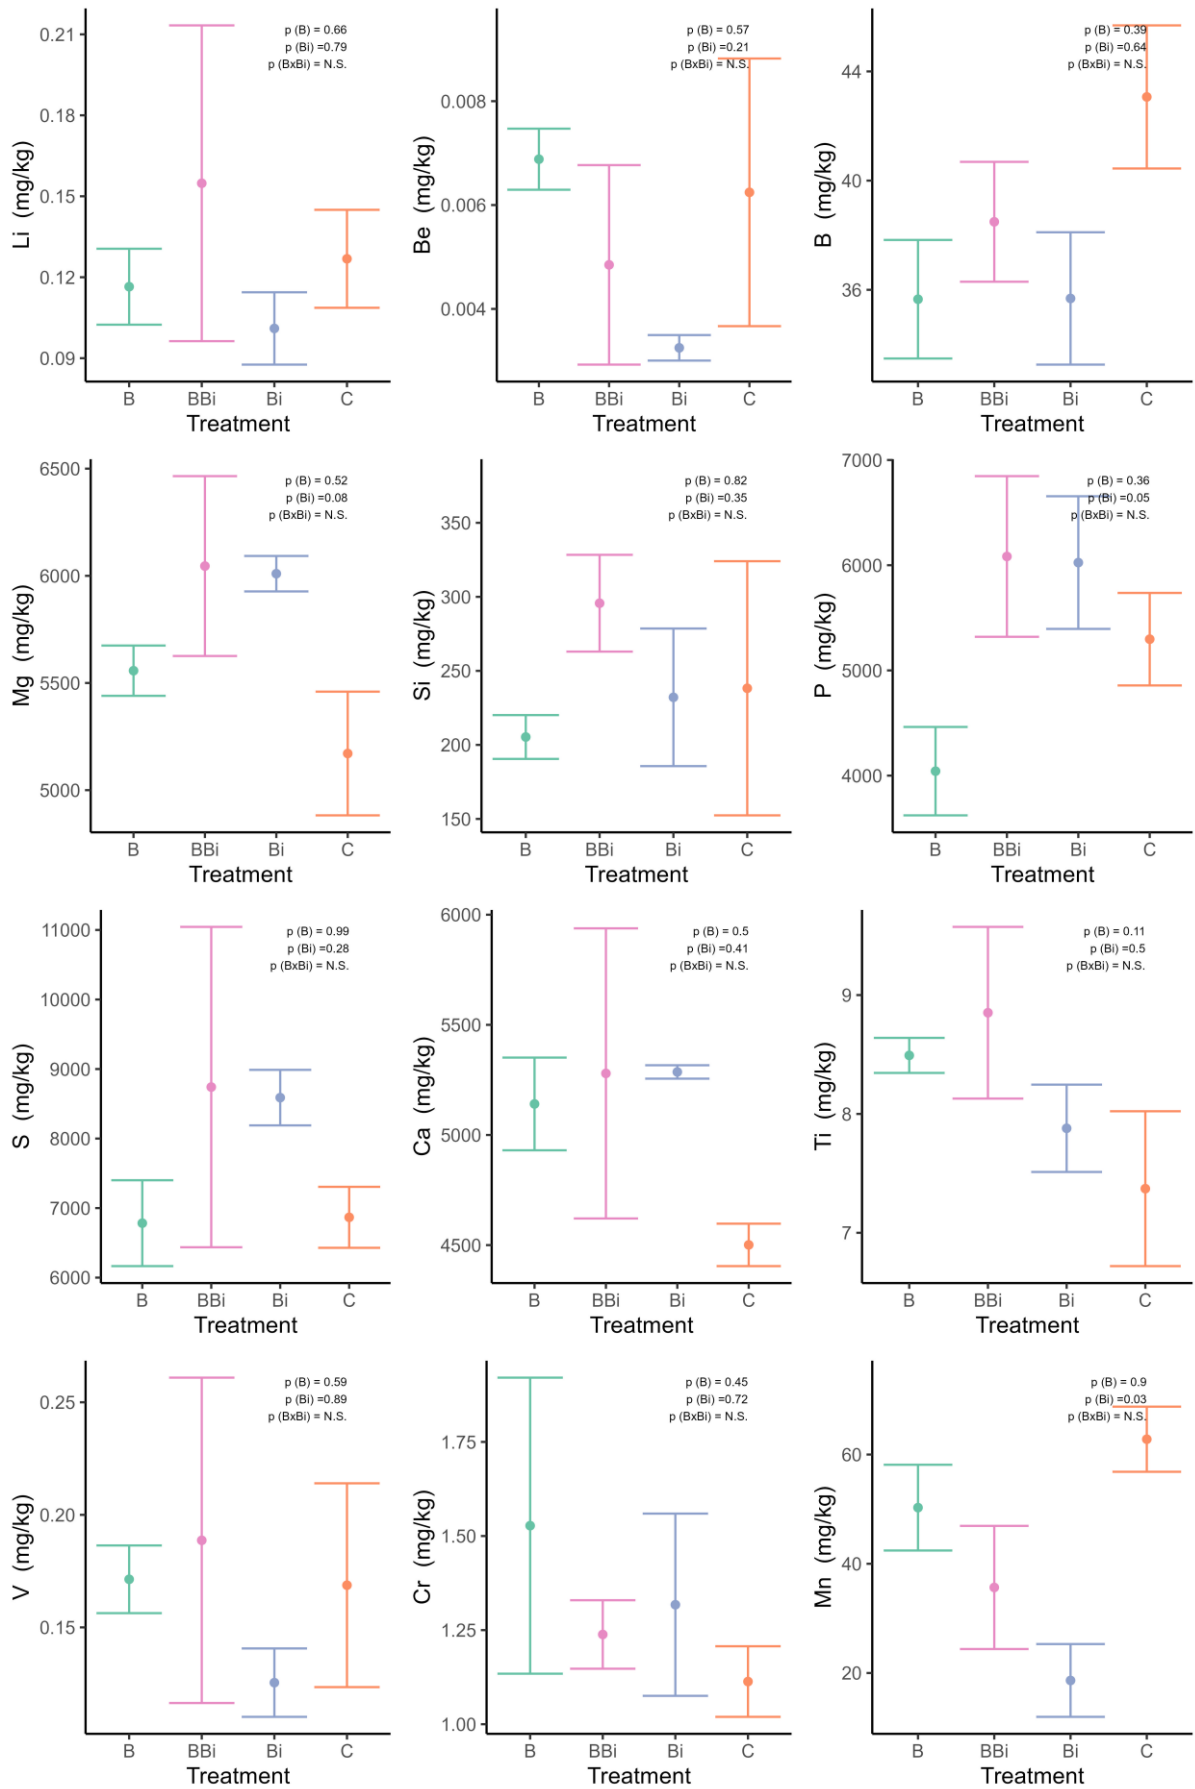 p (B) = 0.66
p (Bi) =0.79
p (BxBi) = N.S.
Li (mg/kg)
0.21
0.18
0.15
0.12
0.09
B BBi Bi C
Treatment
p (B) = 0.57
p (Bi) =0.21
p (BxBi) = N.S.
Be (mg/kg)
0.008
0.006
0.004
B BBi Bi C
Treatment
p (B) = 0.39
p (Bi) =0.64
p (BxBi) = N.S.
B (mg/kg)
44
40
36
B BBi Bi C
Treatment
p (B) = 0.52
p (Bi) =0.08
p (BxBi) = N.S.
Mg (mg/kg)
6500
6000
5500
5000
B BBi Bi C
Treatment
p (B) = 0.82
p (Bi) =0.35
p (BxBi) = N.S.
Si (mg/kg)
350
300
250
200
150
B BBi Bi C
Treatment
p (B) = 0.36
p (Bi) =0.05
p (BxBi) = N.S.
P (mg/kg)
7000
6000
5000
4000
B BBi Bi C
Treatment
p (B) = 0.99
p (Bi) =0.28
p (BxBi) = N.S.
S (mg/kg)
11000
10000
9000
8000
7000
6000
B BBi Bi C
Treatment
p (B) = 0.5
p (Bi) =0.41
p (BxBi) = N.S.
Ca (mg/kg)
6000
5500
5000
4500
B BBi Bi C
Treatment
p (B) = 0.11
p (Bi) =0.5
p (BxBi) = N.S.
Ti (mg/kg)
9
8
7
B BBi Bi C
Treatment
p (B) = 0.59
p (Bi) =0.89
p (BxBi) = N.S.
V (mg/kg)
0.25
0.20
0.15
B BBi Bi C
Treatment
p (B) = 0.45
p (Bi) =0.72
p (BxBi) = N.S.
Cr (mg/kg)
1.75
1.50
1.25
1.00
B BBi Bi C
Treatment
p (B) = 0.9
p (Bi) =0.03
p (BxBi) = N.S.
Mn (mg/kg)
60
40
20
B BBi Bi C
Treatment